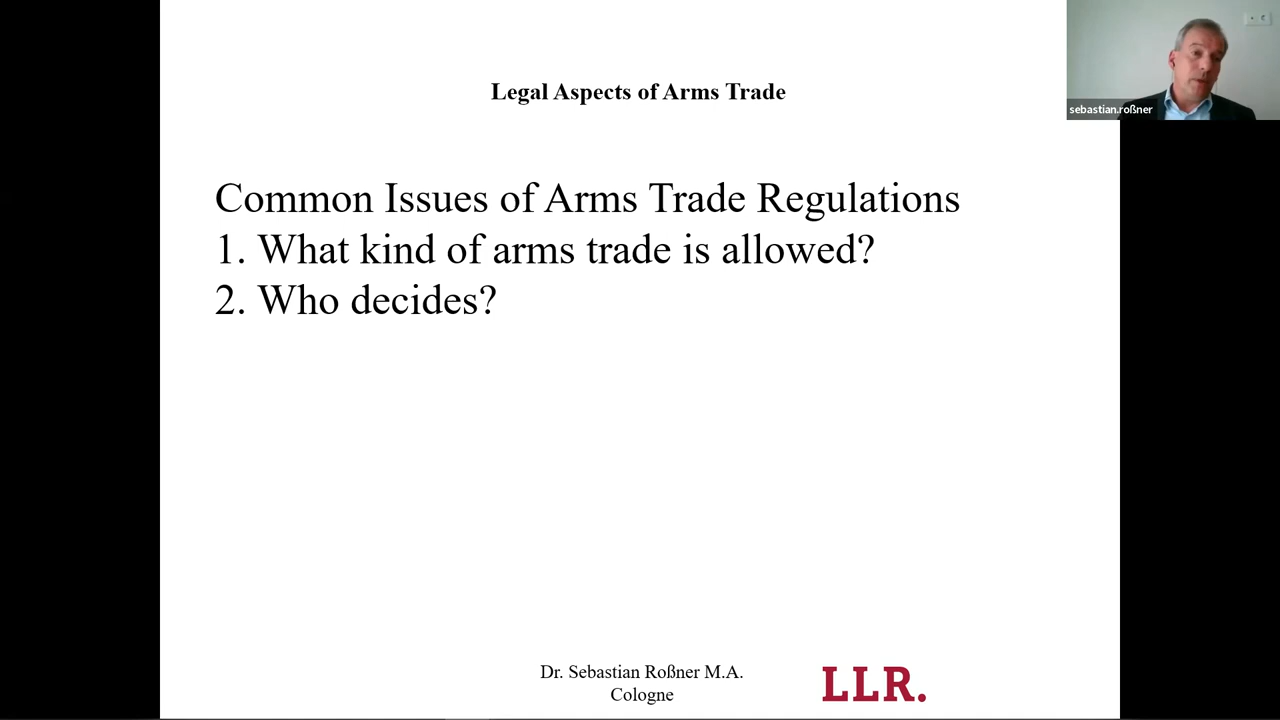 Legal Aspects of Arms Trade
sebastian.roßner
Common Issues of Arms Trade Regulations
1. What kind of arms trade is allowed?
2. Who decides?
Dr. Sebastian Roßner M.A.
Cologne
LLR.